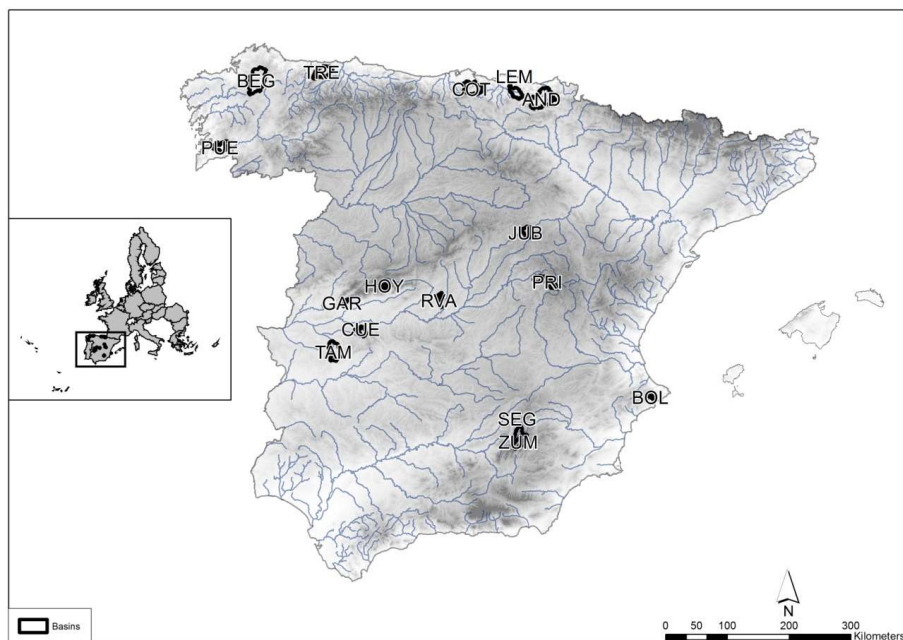 LEM
TRE
BEG
COT
AND
PUE
JUB
PRI
HOY
RVA
GAR
CUE
TAM
BOL
SEG
ZUM
N
Basins
0 50 100 200 300
Kilometers